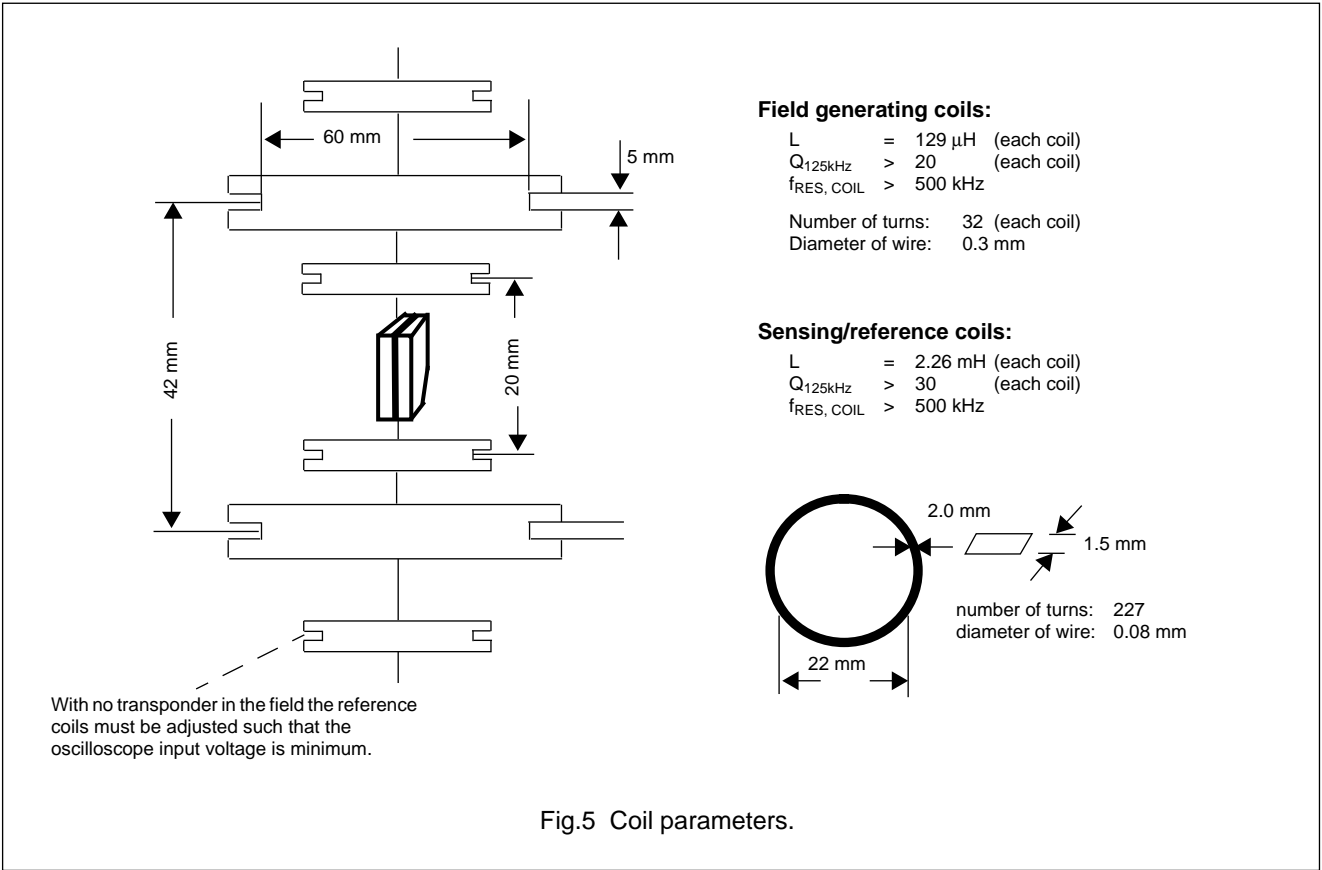 60 mm
5 mm
42 mm
20 mm
With no transponder in the field the reference
coils must be adjusted such that the
oscilloscope input voltage is minimum.
Field generating coils:
L = 129 µH (each coil)
Q125kHz > 20 (each coil)
fRES, COIL > 500 kHz
Number of turns: 32 (each coil)
Diameter of wire: 0.3 mm
Sensing/reference coils:
L = 2.26 mH (each coil)
Q125kHz > 30 (each coil)
fRES, COIL > 500 kHz
2.0 mm
1.5 mm
number of turns: 227
diameter of wire: 0.08 mm
22 mm
Fig.5 Coil parameters.